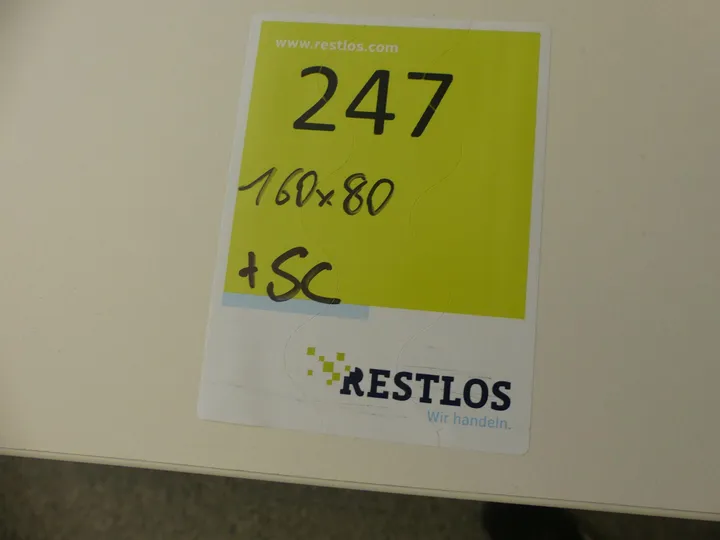 www.restlos.com
247
160x80
+SC
RESTLOS
Wir handeln.